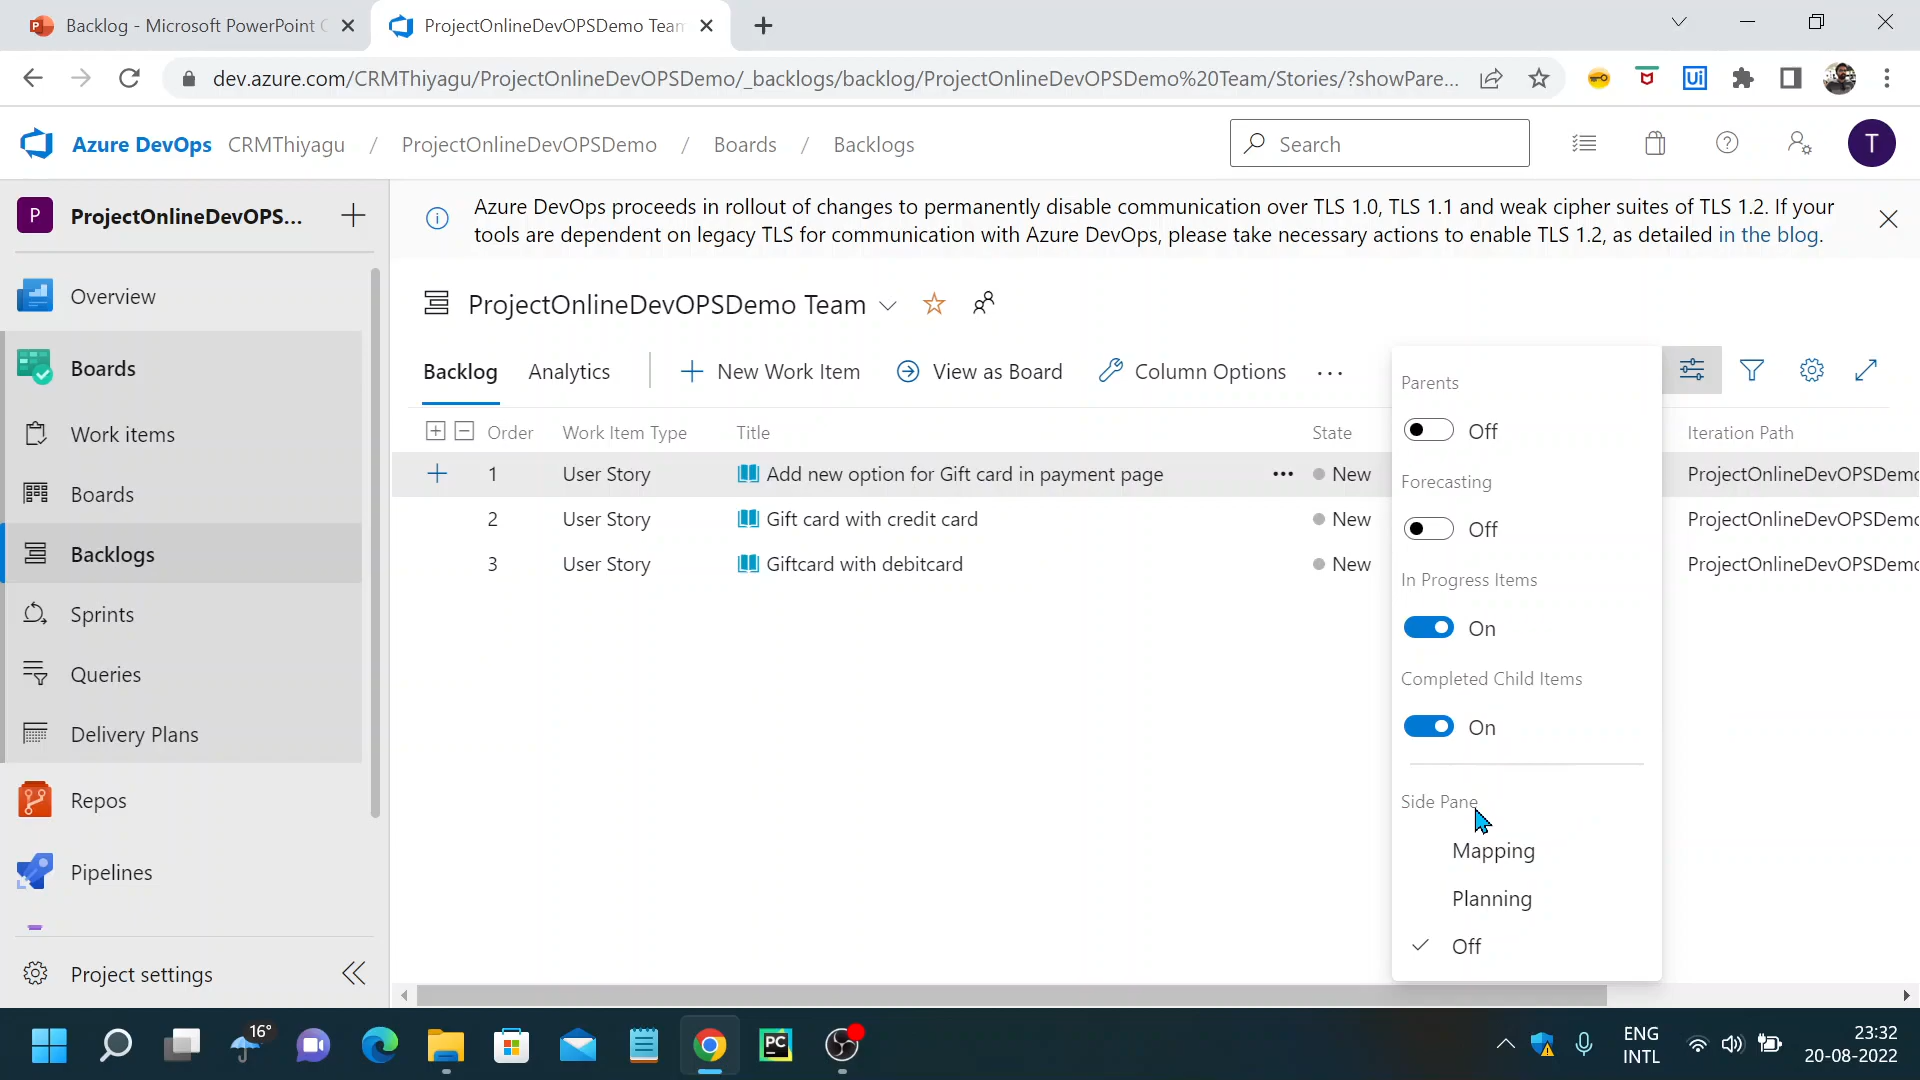 Backlog - Microsoft PowerPoint
ProjectOnlineDevOPSDemo Team
dev.azure.com/CRMThiyagu/ProjectOnlineDevOPSDemo/_backlogs/backlog/ProjectOnlineDevOPSDemo%20Team/Stories/?showPare...
Ui
Azure DevOps CRMThiyagu / ProjectOnlineDevOPSDemo / Boards / Backlogs
Search
T
P ProjectOnlineDevOPS...
Azure DevOps proceeds in rollout of changes to permanently disable communication over TLS 1.0, TLS 1.1 and weak cipher suites of TLS 1.2. If your
tools are dependent on legacy TLS for communication with Azure DevOps, please take necessary actions to enable TLS 1.2, as detailed in the blog.
Overview
Boards
Work items
Boards
Backlogs
Sprints
Queries
Delivery Plans
Repos
Pipelines
Project settings
ProjectOnlineDevOPSDemo Team
Backlog Analytics New Work Item View as Board Column Options ...
Order Work Item Type Title State Iteration Path
1 User Story Add new option for Gift card in payment page ... New ProjectOnlineDevOPSDemo
2 User Story Gift card with credit card New ProjectOnlineDevOPSDemo
3 User Story Giftcard with debitcard New ProjectOnlineDevOPSDemo
Parents
Off
Forecasting
Off
In Progress Items
On
Completed Child Items
On
Side Pane
Mapping
Planning
Off
16°
PC
ENG
INTL
23:32
20-08-2022